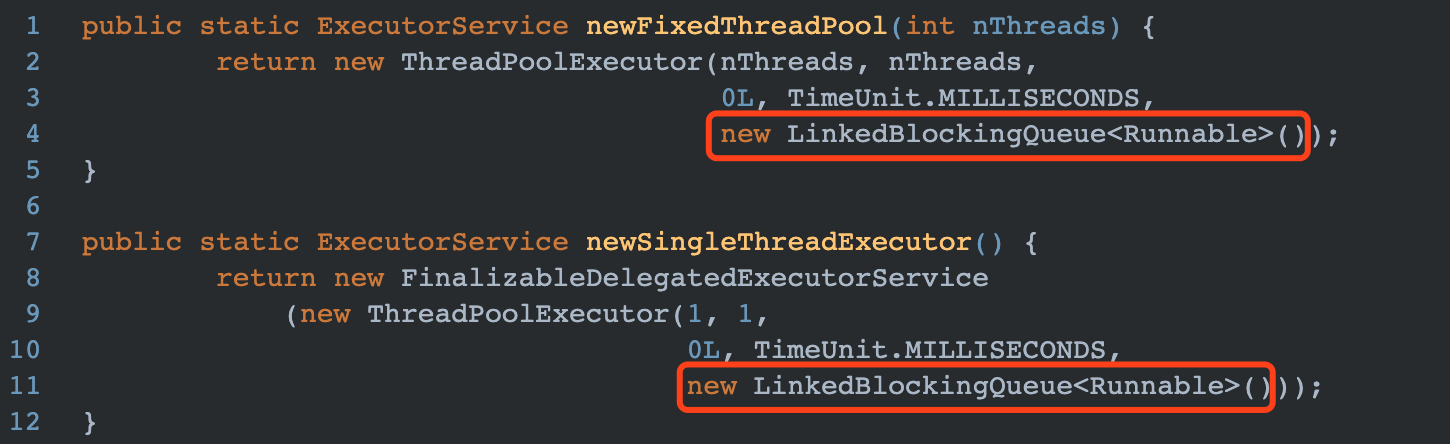 1 public static ExecutorService newFixedThreadPool(int nThreads) {
2         return new ThreadPoolExecutor(nThreads, nThreads,
3                                       0L, TimeUnit.MILLISECONDS,
4                                       new LinkedBlockingQueue<Runnable>());
5 }
6
7 public static ExecutorService newSingleThreadExecutor() {
8         return new FinalizableDelegatedExecutorService
9             (new ThreadPoolExecutor(1, 1,
10                                     0L, TimeUnit.MILLISECONDS,
11                                     new LinkedBlockingQueue<Runnable>()));
12 }